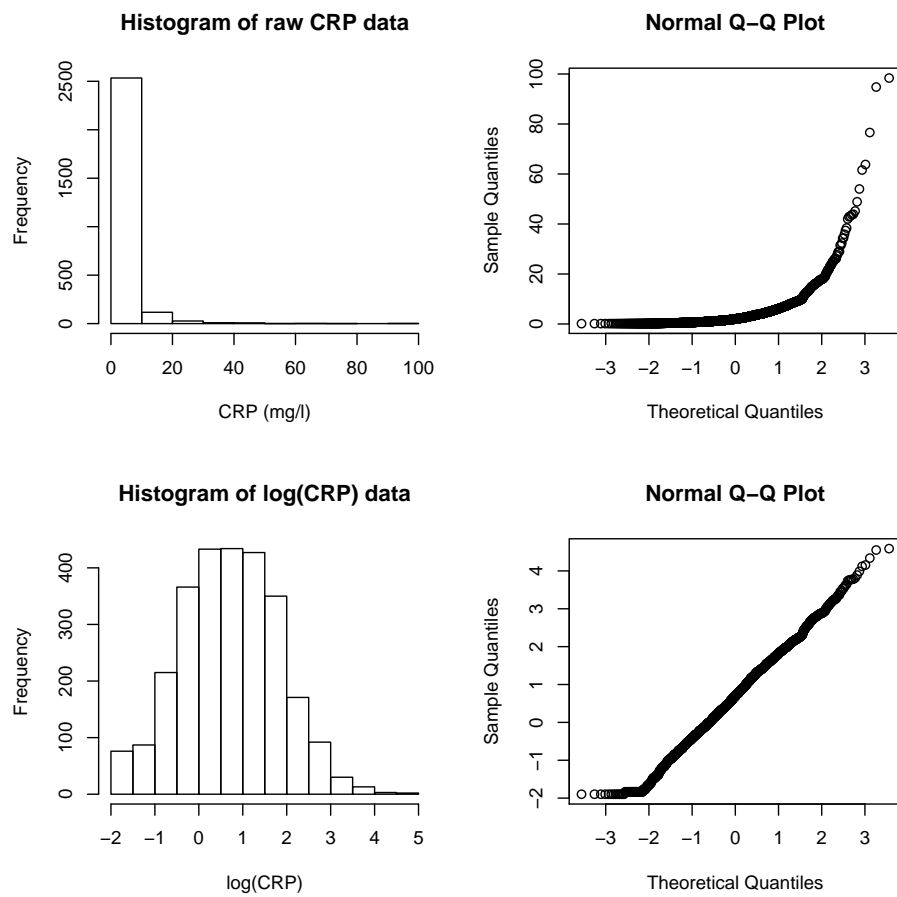 Histogram of raw CRP data
Frequency
2500
1500
500
0
0 20 40 60 80 100
CRP (mg/l)
Normal Q−Q Plot
Sample Quantiles
100
80
60
40
20
0
−3 −2 −1 0 1 2 3
Theoretical Quantiles
Histogram of log(CRP) data
Frequency
400
300
200
100
0
−2 −1 0 1 2 3 4 5
log(CRP)
Normal Q−Q Plot
Sample Quantiles
4
3
2
1
0
−1
−2
−3 −2 −1 0 1 2 3
Theoretical Quantiles